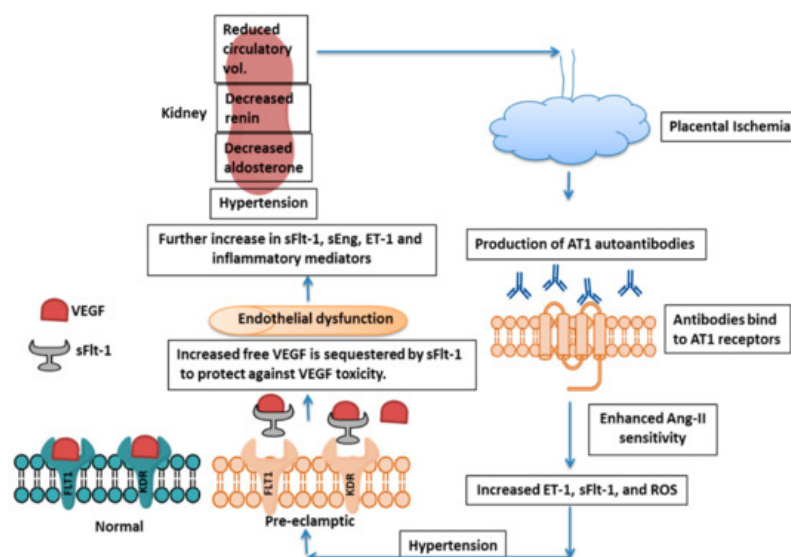 Reduced
circulatory
vol.
Kidney
Decreased
renin
Decreased
aldosterone
Hypertension
Further increase in sFlt-1, sEng, ET-1 and
inflammatory mediators
Endothelial dysfunction
Increased free VEGF is sequestered by sFlt-1
to protect against VEGF toxicity.
VEGF
sFlt-1
FLT1
KDR
Normal
FLT1
KDR
Pre-eclamptic
Placental Ischemia
Production of AT1 autoantibodies
Antibodies bind
to AT1 receptors
Enhanced Ang-II
sensitivity
Increased ET-1, sFlt-1, and ROS
Hypertension